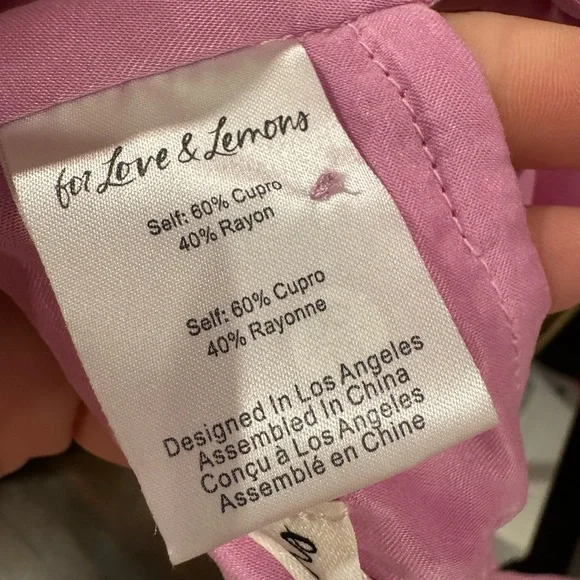 for Love & Lemons
Self: 60% Cupro
40% Rayon
Self: 60% Cupro
40% Rayonne
Designed In Los Angeles
Assembled In China
Conçu à Los Angeles
Assemblé en Chine